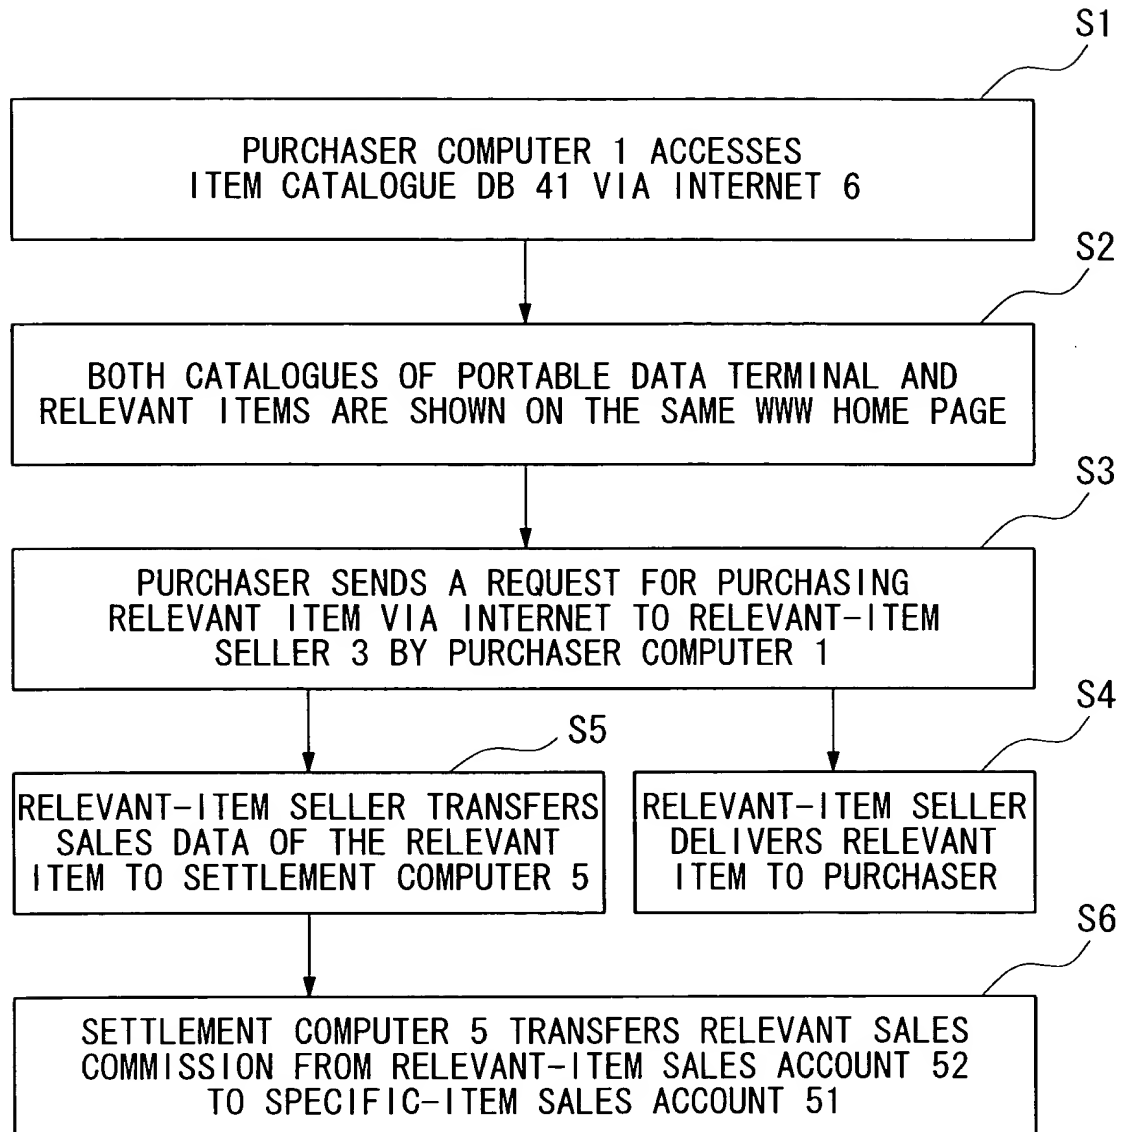 S1
PURCHASER COMPUTER 1 ACCESSES
ITEM CATALOGUE DB 41 VIA INTERNET 6
S2
BOTH CATALOGUES OF PORTABLE DATA TERMINAL AND
RELEVANT ITEMS ARE SHOWN ON THE SAME WWW HOME PAGE
S3
PURCHASER SENDS A REQUEST FOR PURCHASING
RELEVANT ITEM VIA INTERNET TO RELEVANT-ITEM
SELLER 3 BY PURCHASER COMPUTER 1
S5
RELEVANT-ITEM SELLER TRANSFERS
SALES DATA OF THE RELEVANT
ITEM TO SETTLEMENT COMPUTER 5
S4
RELEVANT-ITEM SELLER
DELIVERS RELEVANT
ITEM TO PURCHASER
S6
SETTLEMENT COMPUTER 5 TRANSFERS RELEVANT SALES
COMMISSION FROM RELEVANT-ITEM SALES ACCOUNT 52
TO SPECIFIC-ITEM SALES ACCOUNT 51